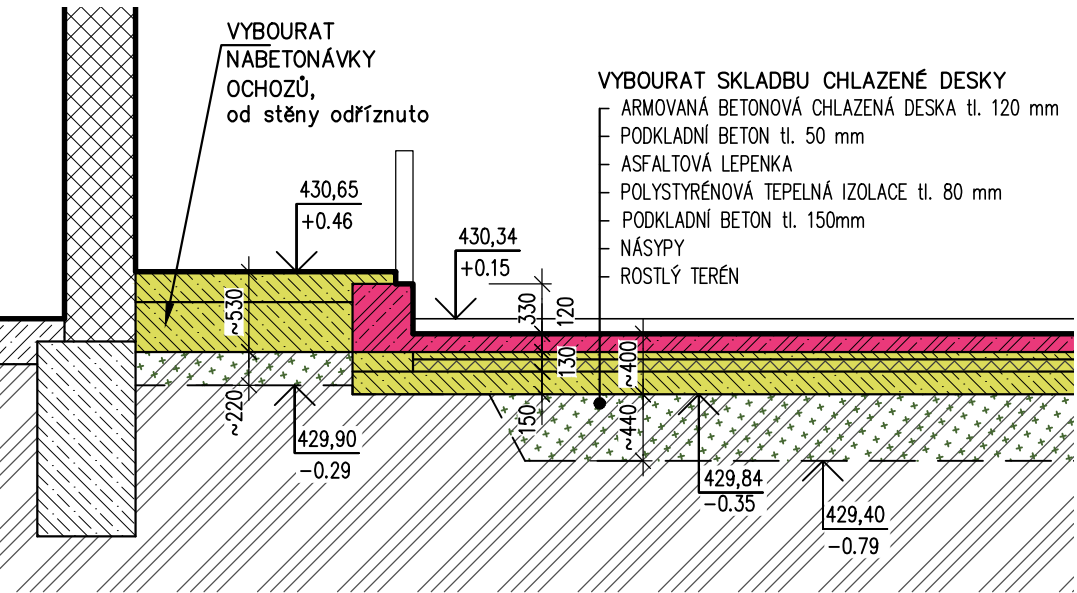 VYBOURAT
NABETONÁVKY
OCHOZŮ,
od stěny odříznuto
VYBOURAT SKLADBU CHLAZENÉ DESKY
ARMOVANÁ BETONOVÁ CHLAZENÁ DESKA tl. 120 mm
PODKLADNÍ BETON tl. 50 mm
ASFALTOVÁ LEPENKA
POLYSTYRÉNOVÁ TEPELNÁ IZOLACE tl. 80 mm
PODKLADNÍ BETON tl. 150mm
NÁSYPY
ROSTLÝ TERÉN
430,65
+0.46
430,34
+0.15
~530
~220
330
120
130
150
~400
~440
429,90
-0.29
429,84
-0.35
429,40
-0.79